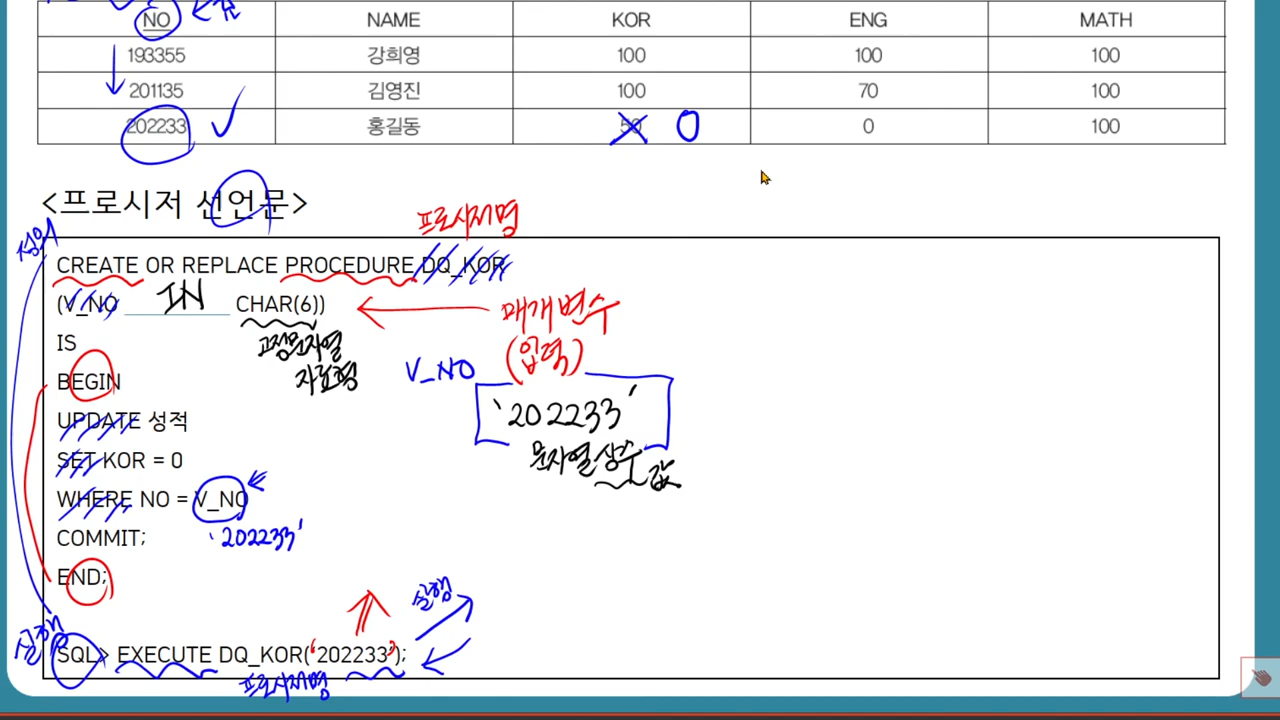 NO NAME KOR ENG MATH
193355 강희영 100 100 100
201135 김영진 100 70 100
202233 홍길동 50 0 0 100
<프로시저 선언문>
프로시저명
정의
CREATE OR REPLACE PROCEDURE DQ_KOR
(V_NO IN CHAR(6))
매개변수
(입력)
고정문자열
자료형
IS
V_NO
BEGIN
'202233'
UPDATE 성적
문자열 상수 값
SET KOR = 0
WHERE NO = V_NO
COMMIT;
'202233'
END;
실행
실행
SQL> EXECUTE DQ_KOR('202233');
프로시저명